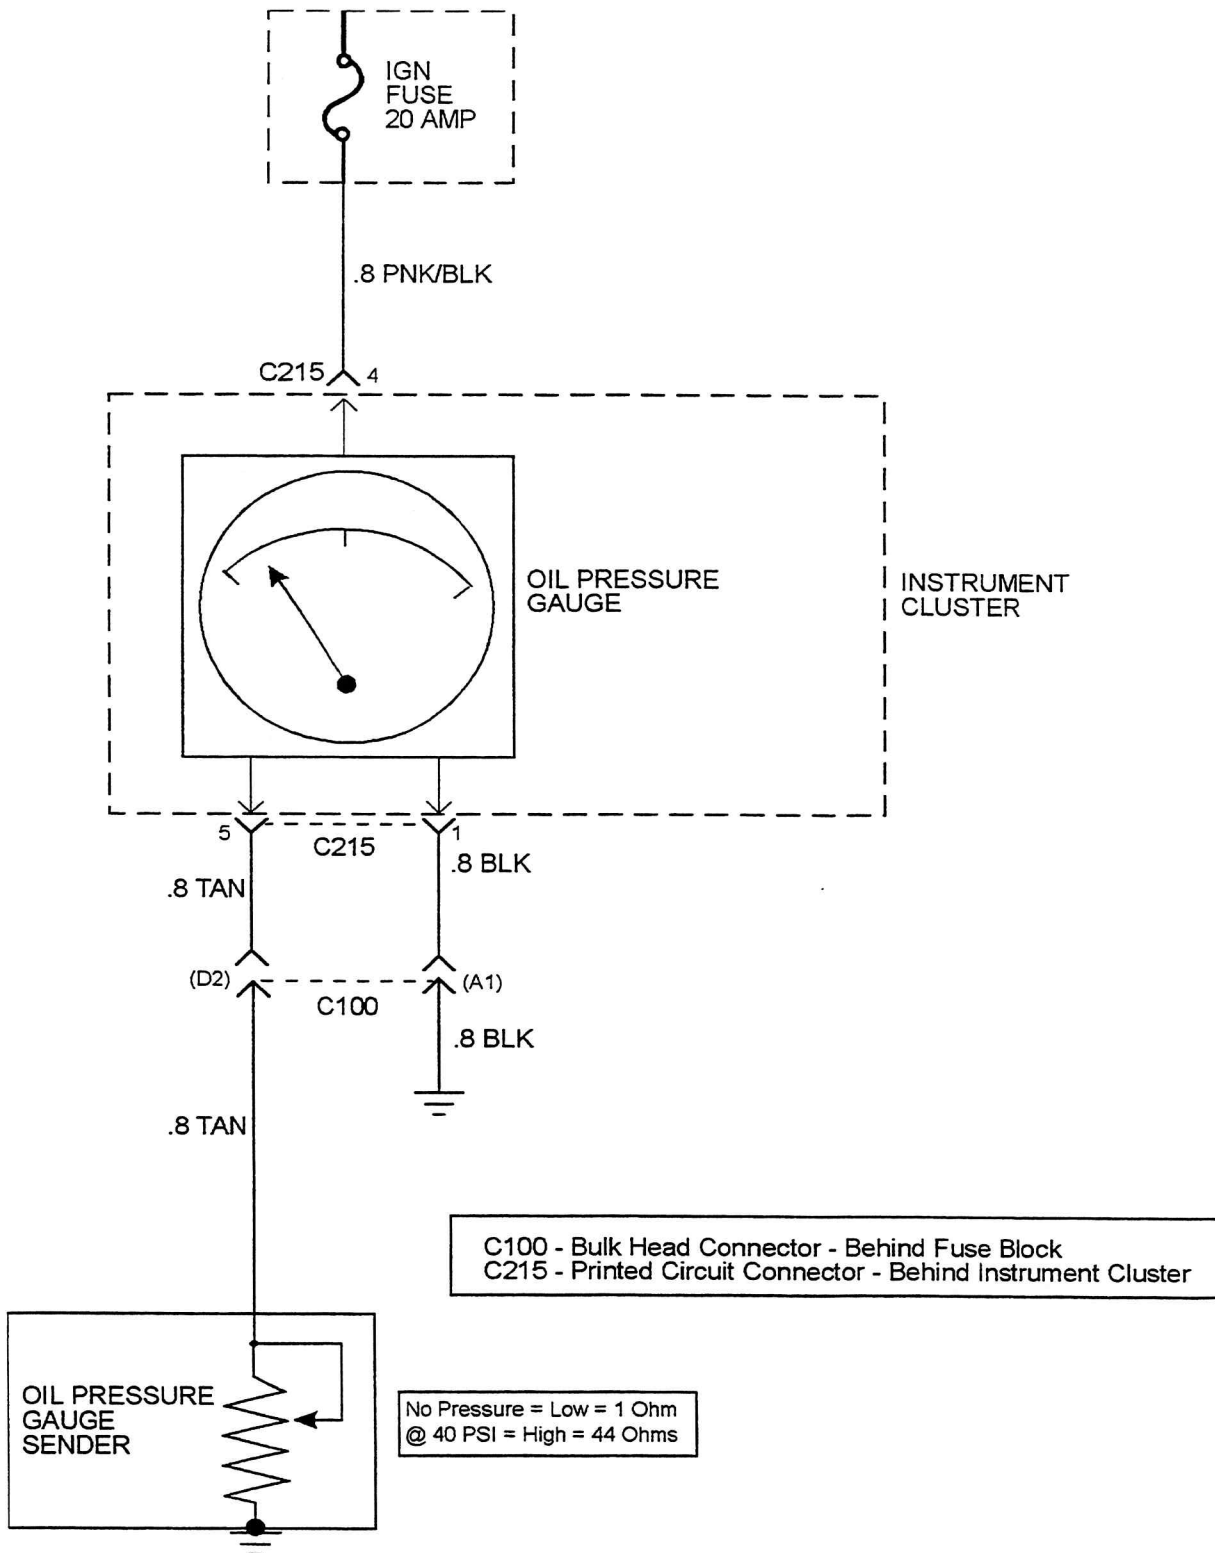 IGN
FUSE
20 AMP
.8 PNK/BLK
C215
4
OIL PRESSURE
GAUGE
INSTRUMENT
CLUSTER
5
C215
1
.8 TAN
.8 BLK
(D2)
C100
(A1)
.8 BLK
.8 TAN
C100 - Bulk Head Connector - Behind Fuse Block
C215 - Printed Circuit Connector - Behind Instrument Cluster
OIL PRESSURE
GAUGE
SENDER
No Pressure = Low = 1 Ohm
@ 40 PSI = High = 44 Ohms